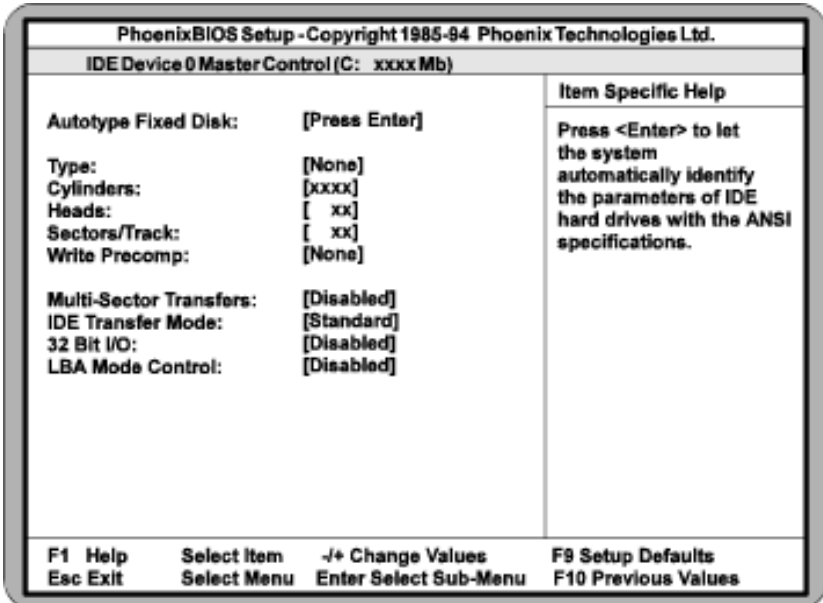 PhoenixBIOS Setup - Copyright 1985-94 Phoenix Technologies Ltd.
IDE Device 0 Master Control (C: xxxx Mb)
Autotype Fixed Disk: [Press Enter]
Type: [None]
Cylinders: [xxxx]
Heads: [ xx]
Sectors/Track: [ xx]
Write Precomp: [None]
Multi-Sector Transfers: [Disabled]
IDE Transfer Mode: [Standard]
32 Bit I/O: [Disabled]
LBA Mode Control: [Disabled]
Item Specific Help
Press <Enter> to let
the system
automatically identify
the parameters of IDE
hard drives with the ANSI
specifications.
F1 Help Select Item -/+ Change Values F9 Setup Defaults
Esc Exit Select Menu Enter Select Sub-Menu F10 Previous Values